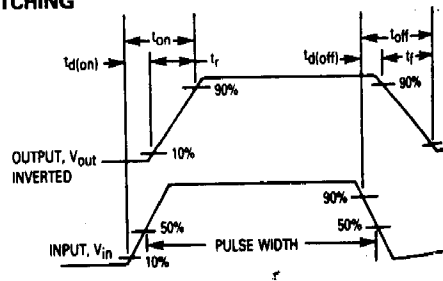 TCHING
ton
toff
td(on)
tr
td(off)
tf
90%
90%
OUTPUT, Vout
INVERTED
10%
90%
50%
50%
INPUT, Vin
PULSE WIDTH
10%